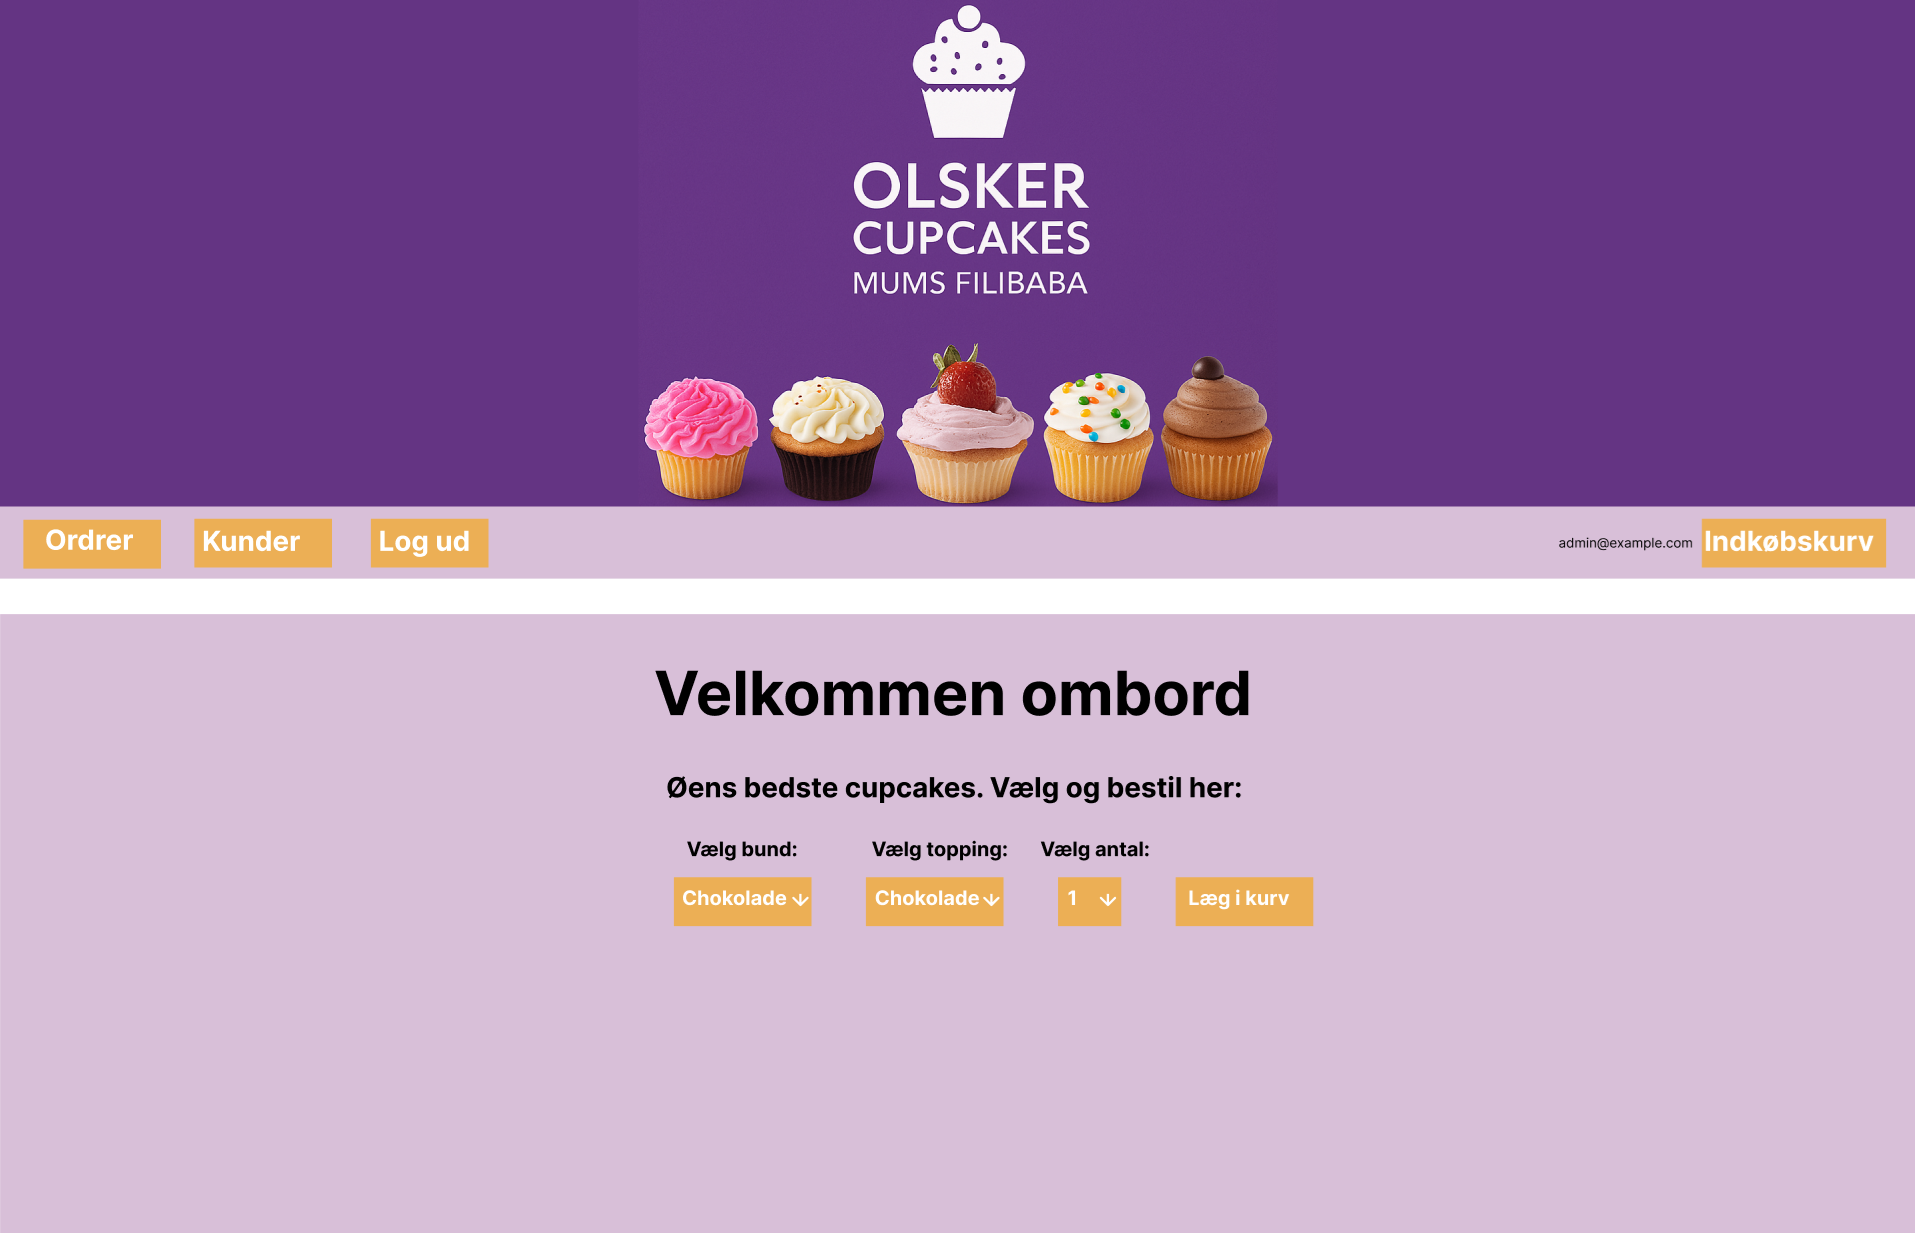 OLSKER
CUPCAKES
MUMS FILIBABA
Ordrer Kunder Log ud admin@example.com Indkøbskurv
Velkommen ombord
Øens bedste cupcakes. Vælg og bestil her:
Vælg bund: Vælg topping: Vælg antal:
Chokolade Chokolade 1 Læg i kurv